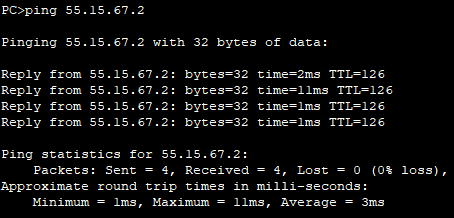 PC>ping 55.15.67.2
Pinging 55.15.67.2 with 32 bytes of data:
Reply from 55.15.67.2: bytes=32 time=2ms TTL=126
Reply from 55.15.67.2: bytes=32 time=11ms TTL=126
Reply from 55.15.67.2: bytes=32 time=1ms TTL=126
Reply from 55.15.67.2: bytes=32 time=1ms TTL=126
Ping statistics for 55.15.67.2:
Packets: Sent = 4, Received = 4, Lost = 0 (0% loss),
Approximate round trip times in milli-seconds:
Minimum = 1ms, Maximum = 11ms, Average = 3ms